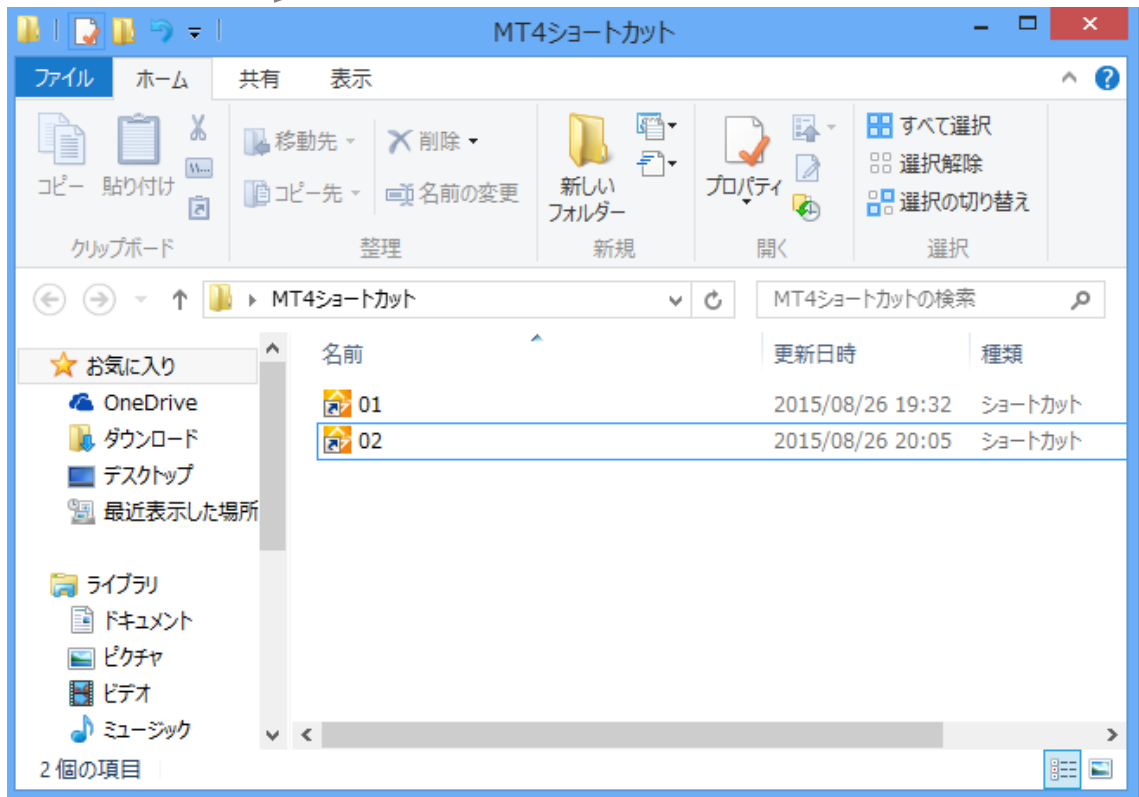 MT4ショートカット
ファイル ホーム 共有 表示
コピー 貼り付け 移動先 削除 新しいフォルダー プロパティ すべて選択
コピー先 名前の変更 選択解除
選択の切り替え
クリップボード 整理 新規 開く 選択
MT4ショートカット MT4ショートカットの検索
お気に入り 名前 更新日時 種類
OneDrive 01 2015/08/26 19:32 ショートカット
ダウンロード 02 2015/08/26 20:05 ショートカット
デスクトップ
最近表示した場所
ライブラリ
ドキュメント
ピクチャ
ビデオ
ミュージック
2 個の項目